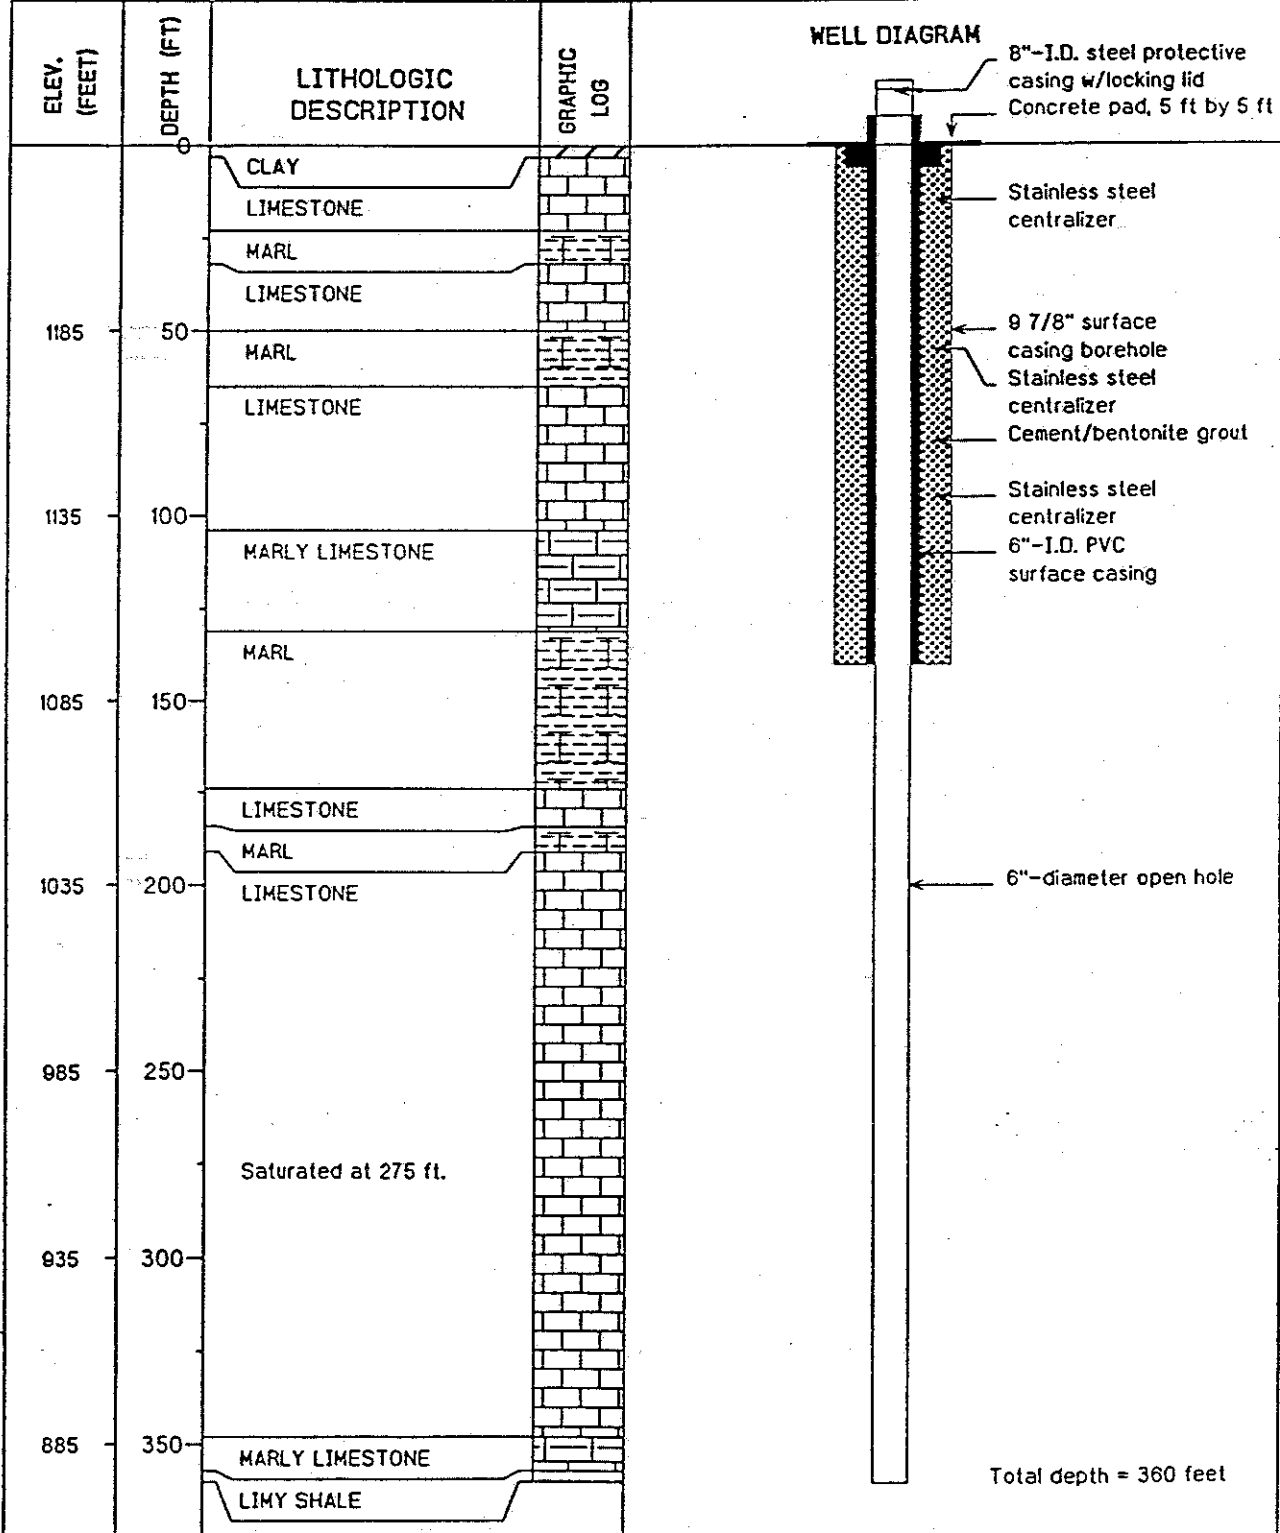 ELEV.
(FEET)
DEPTH (FT)
LITHOLOGIC
DESCRIPTION
GRAPHIC
LOG
WELL DIAGRAM
8"-I.D. steel protective
casing w/locking lid
Concrete pad, 5 ft by 5 ft
0
CLAY
LIMESTONE
Stainless steel
centralizer
MARL
LIMESTONE
1185
50
9 7/8" surface
casing borehole
MARL
Stainless steel
centralizer
LIMESTONE
Cement/bentonite grout
Stainless steel
centralizer
1135
100
6"-I.D. PVC
surface casing
MARLY LIMESTONE
MARL
1085
150
LIMESTONE
MARL
1035
200
LIMESTONE
6"-diameter open hole
985
250
Saturated at 275 ft.
935
300
885
350
MARLY LIMESTONE
Total depth = 360 feet
LIMY SHALE